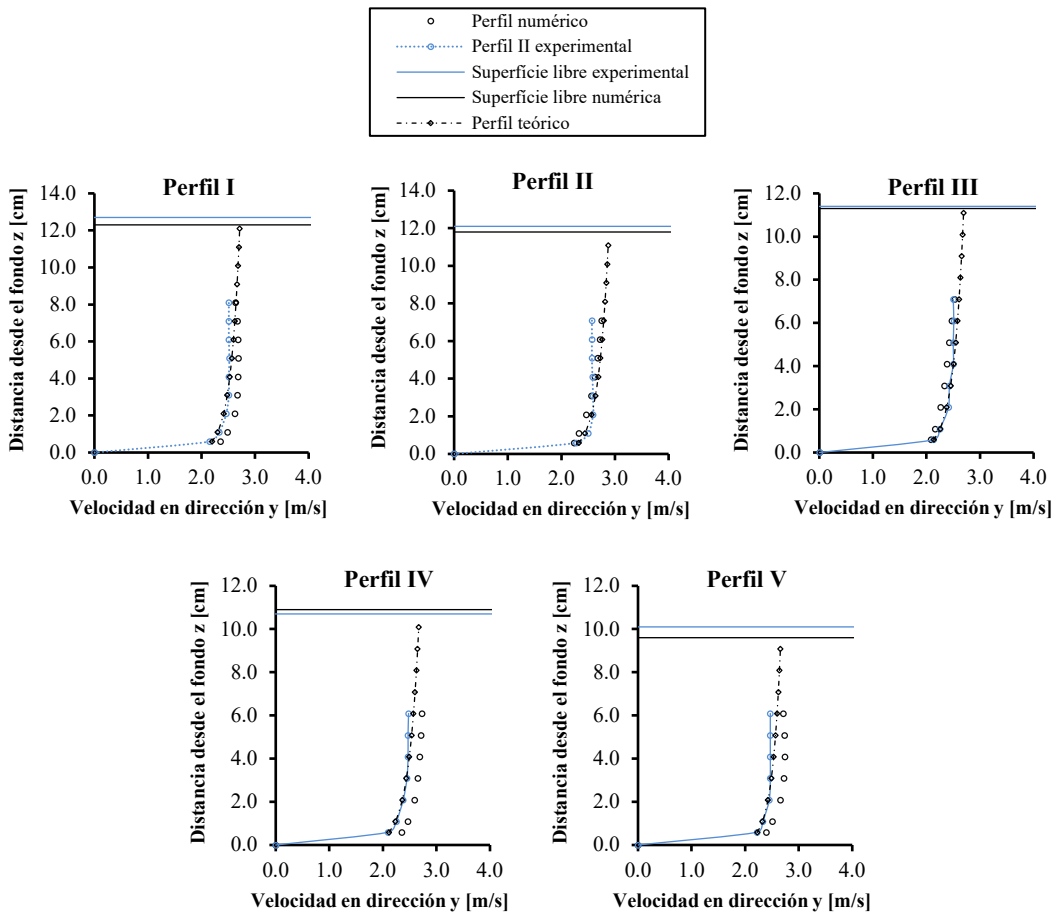 Perfil numérico
Perfil II experimental
Superfície libre experimental
Superfície libre numérica
Perfil teórico
Perfil I
Distancia desde el fondo z [cm]
14.0
12.0
10.0
8.0
6.0
4.0
2.0
0.0
0.0 1.0 2.0 3.0 4.0
Velocidad en dirección y [m/s]
Perfil II
Distancia desde el fondo z [cm]
14.0
12.0
10.0
8.0
6.0
4.0
2.0
0.0
0.0 1.0 2.0 3.0 4.0
Velocidad en dirección y [m/s]
Perfil III
Distancia desde el fondo z [cm]
12.0
10.0
8.0
6.0
4.0
2.0
0.0
0.0 1.0 2.0 3.0 4.0
Velocidad en dirección y [m/s]
Perfil IV
Distancia desde el fondo z [cm]
12.0
10.0
8.0
6.0
4.0
2.0
0.0
0.0 1.0 2.0 3.0 4.0
Velocidad en dirección y [m/s]
Perfil V
Distancia desde el fondo z [cm]
12.0
10.0
8.0
6.0
4.0
2.0
0.0
0.0 1.0 2.0 3.0 4.0
Velocidad en dirección y [m/s]